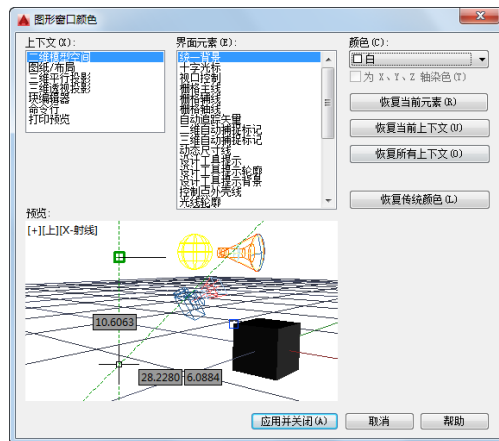 图形窗口颜色
上下文(X):
界面元素(E):
颜色(C):
二维模型空间
图纸/布局
三维平行投影
三维透视投影
块编辑器
命令行
打印预览
统一背景
十字光标
视口控制
栅格主线
栅格辅线
栅格轴线
自动追踪矢量
二维自动捕捉标记
三维自动捕捉标记
动态尺寸线
设计工具提示
设计工具提示轮廓
设计工具提示背景
控制点外壳线
光线轮廓
白
为 X、Y、Z 轴染色(T)
恢复当前元素(R)
恢复当前上下文(U)
恢复所有上下文(O)
恢复传统颜色(L)
预览:
[+][上][X-射线]
10.6063
28.2280
6.0884
应用并关闭(A)
取消
帮助